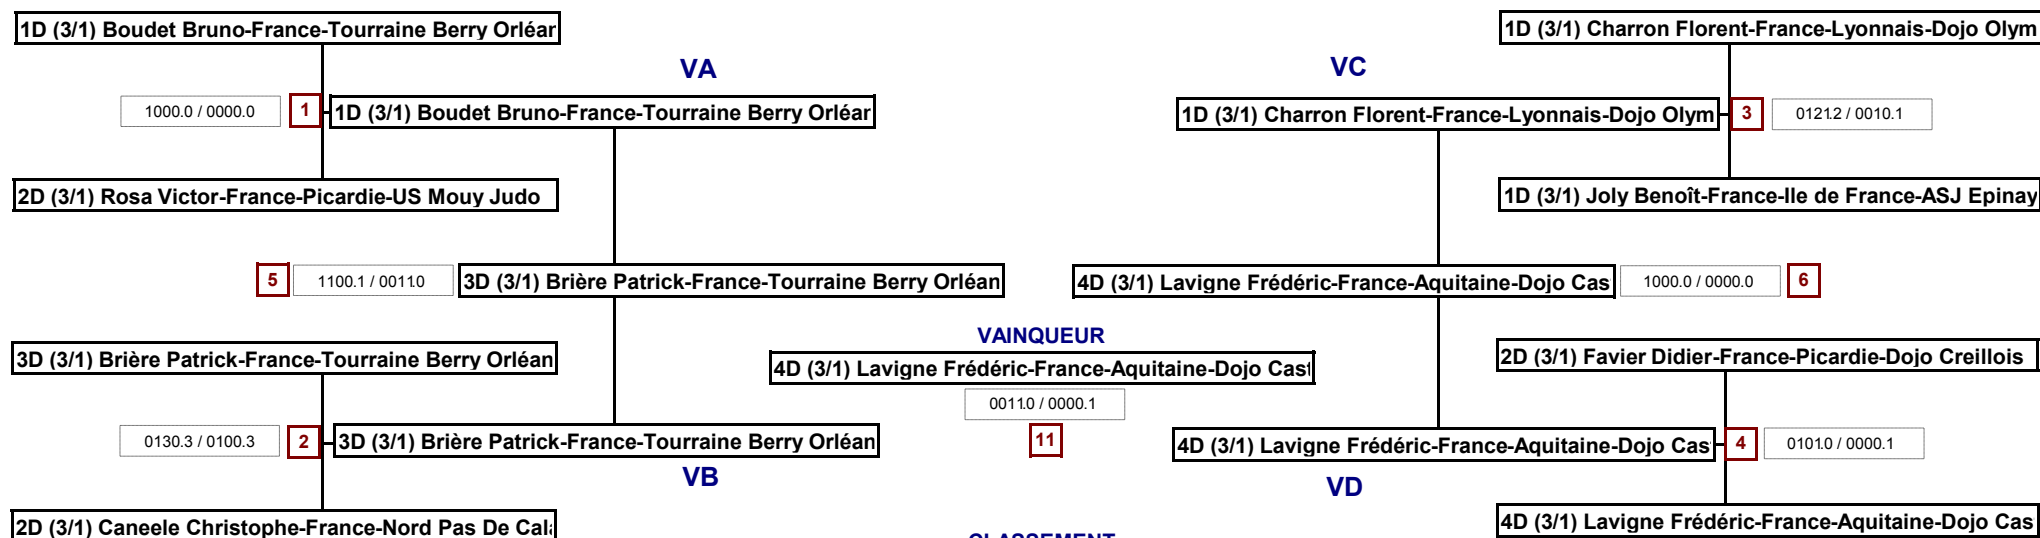 1D (3/1) Boudet Bruno-France-Tourraine Berry Orléan
1D (3/1) Charron Florent-France-Lyonnais-Dojo Olym
VA
VC
1000.0 / 0000.0
1
1D (3/1) Boudet Bruno-France-Tourraine Berry Orléan
1D (3/1) Charron Florent-France-Lyonnais-Dojo Olym
3
0121.2 / 0010.1
2D (3/1) Rosa Victor-France-Picardie-US Mouy Judo
1D (3/1) Joly Benoît-France-Ile de France-ASJ Epinay
5
1100.1 / 0011.0
3D (3/1) Brière Patrick-France-Tourraine Berry Orléan
4D (3/1) Lavigne Frédéric-France-Aquitaine-Dojo Cas
1000.0 / 0000.0
6
VAINQUEUR
3D (3/1) Brière Patrick-France-Tourraine Berry Orléan
4D (3/1) Lavigne Frédéric-France-Aquitaine-Dojo Cast
2D (3/1) Favier Didier-France-Picardie-Dojo Creillois
0011.0 / 0000.1
0130.3 / 0100.3
2
3D (3/1) Brière Patrick-France-Tourraine Berry Orléan
11
4D (3/1) Lavigne Frédéric-France-Aquitaine-Dojo Cas
4
0101.0 / 0000.1
VB
VD
2D (3/1) Caneele Christophe-France-Nord Pas De Cala
CLASSEMENT
4D (3/1) Lavigne Frédéric-France-Aquitaine-Dojo Cas